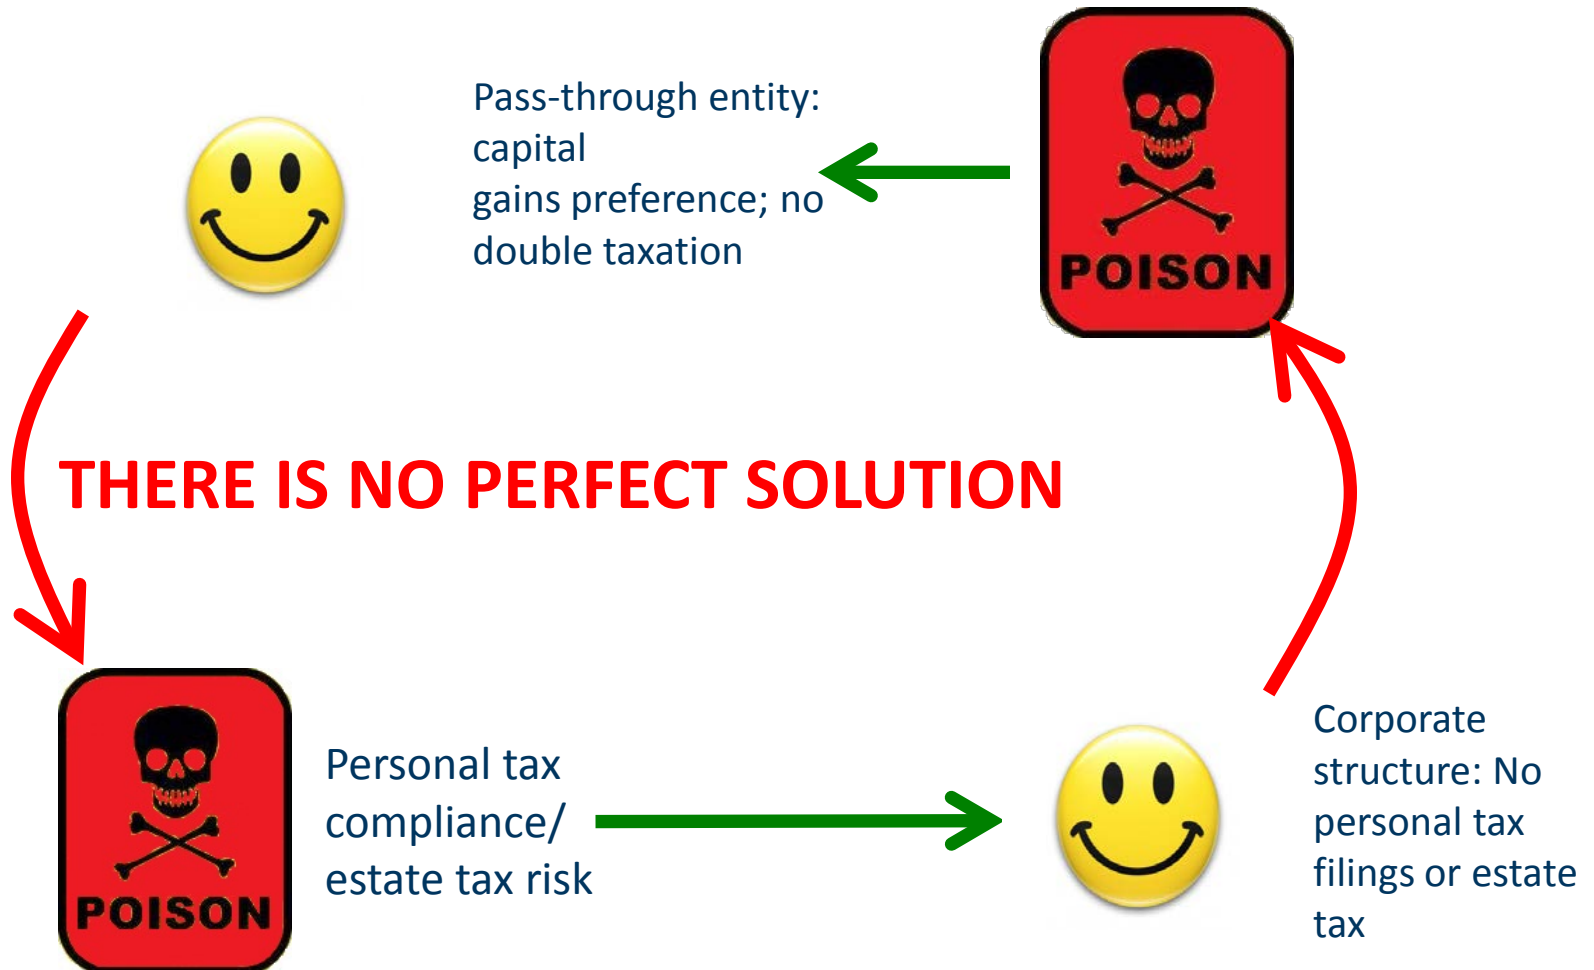 Pass-through entity:
capital
gains preference; no
double taxation
POISON
THERE IS NO PERFECT SOLUTION
POISON
Personal tax
compliance/
estate tax risk
Corporate
structure: No
personal tax
filings or estate
tax